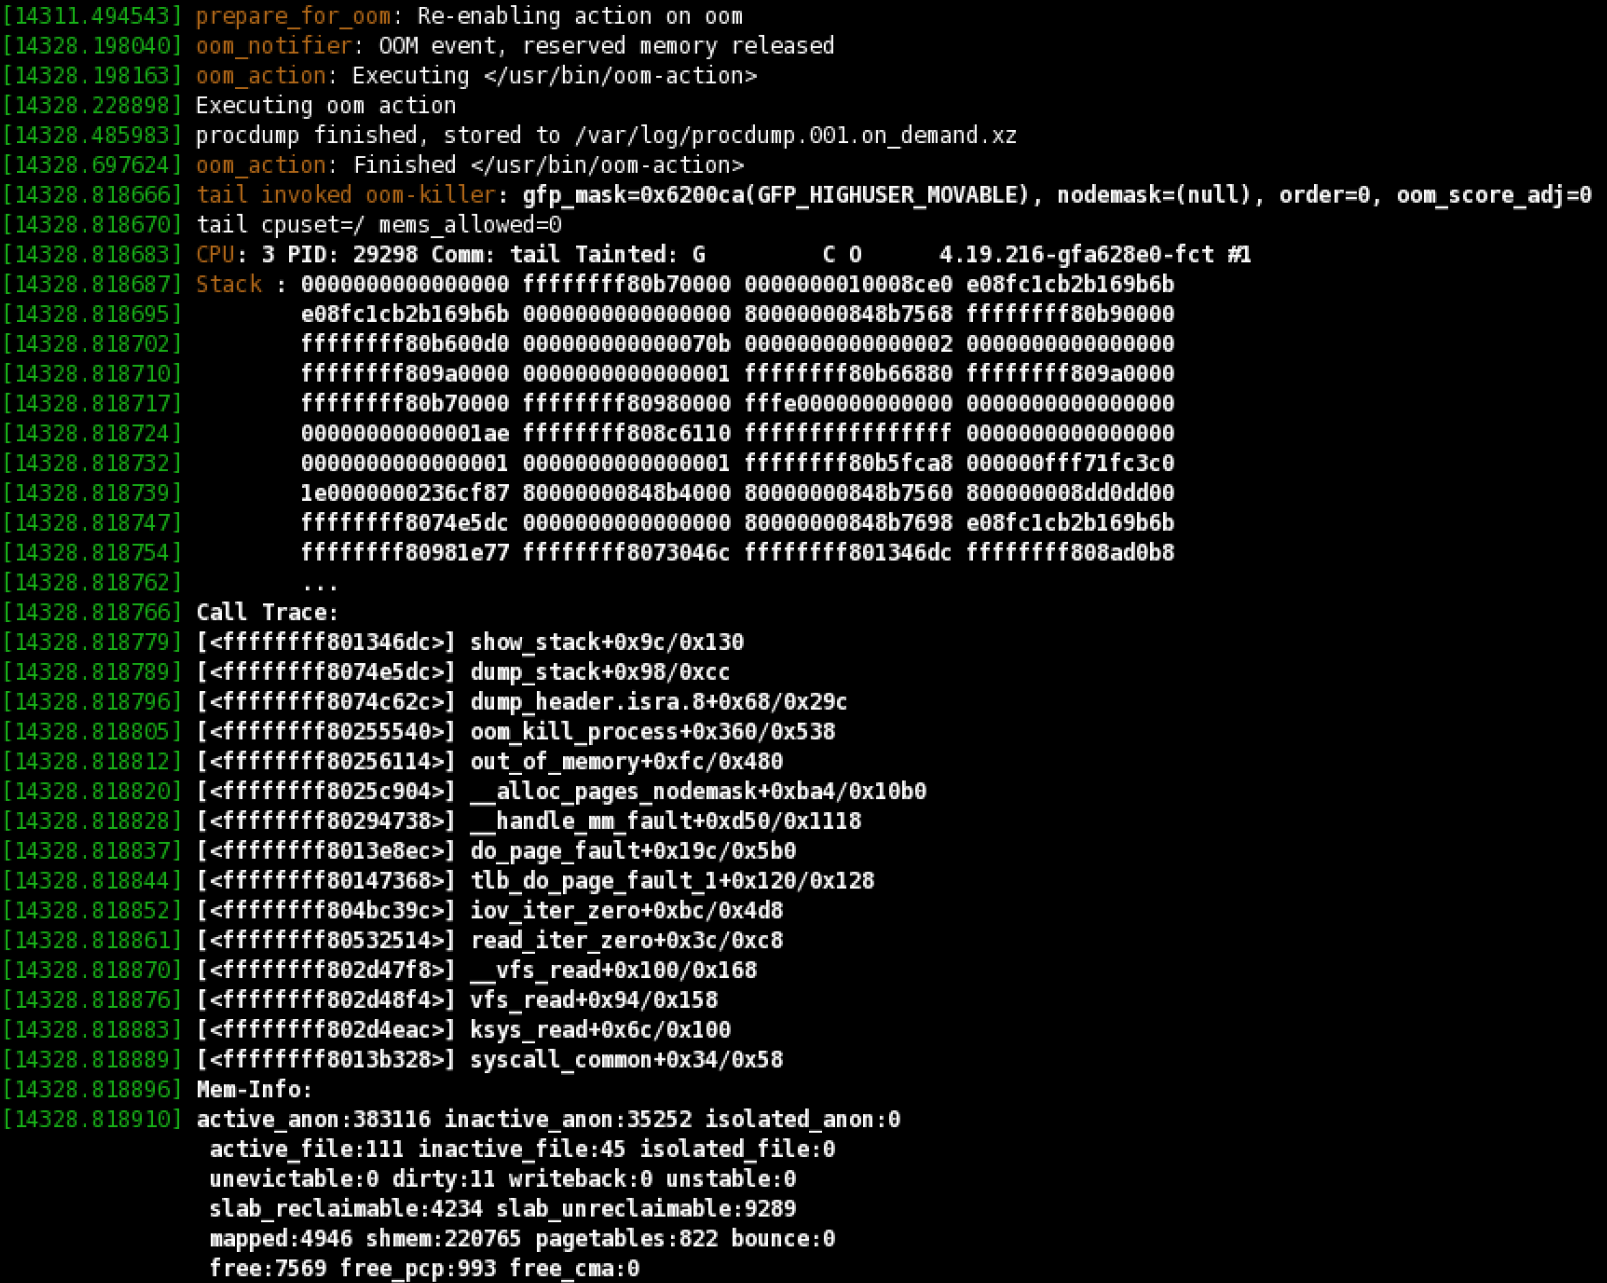 [14311.494543] prepare_for_oom: Re-enabling action on oom
[14328.198040] oom_notifier: OOM event, reserved memory released
[14328.198163] oom_action: Executing </usr/bin/oom-action>
[14328.228898] Executing oom action
[14328.485983] procdump finished, stored to /var/log/procdump.001.on_demand.xz
[14328.697624] oom_action: Finished </usr/bin/oom-action>
[14328.818666] tail invoked oom-killer: gfp_mask=0x6200ca(GFP_HIGHUSER_MOVABLE), nodemask=(null), order=0, oom_score_adj=0
[14328.818670] tail cpuset=/ mems_allowed=0
[14328.818683] CPU: 3 PID: 29298 Comm: tail Tainted: G         C O      4.19.216-gfa628e0-fct #1
[14328.818687] Stack : 0000000000000000 ffffffff80b70000 0000000010008ce0 e08fc1cb2b169b6b
[14328.818695]         e08fc1cb2b169b6b 0000000000000000 80000000848b7568 ffffffff80b90000
[14328.818702]         ffffffff80b600d0 000000000000070b 0000000000000002 0000000000000000
[14328.818710]         ffffffff809a0000 0000000000000001 ffffffff80b66880 ffffffff809a0000
[14328.818717]         ffffffff80b70000 ffffffff80980000 fffe000000000000 0000000000000000
[14328.818724]         00000000000001ae ffffffff808c6110 ffffffffffffffff 0000000000000000
[14328.818732]         0000000000000001 0000000000000001 ffffffff80b5fca8 000000fff71fc3c0
[14328.818739]         1e0000000236cf87 80000000848b4000 80000000848b7560 800000008dd0dd00
[14328.818747]         ffffffff8074e5dc 0000000000000000 80000000848b7698 e08fc1cb2b169b6b
[14328.818754]         ffffffff80981e77 ffffffff8073046c ffffffff801346dc ffffffff808ad0b8
[14328.818762]         ...
[14328.818766] Call Trace:
[14328.818779] [<ffffffff801346dc>] show_stack+0x9c/0x130
[14328.818789] [<ffffffff8074e5dc>] dump_stack+0x98/0xcc
[14328.818796] [<ffffffff8074c62c>] dump_header.isra.8+0x68/0x29c
[14328.818805] [<ffffffff80255540>] oom_kill_process+0x360/0x538
[14328.818812] [<ffffffff80256114>] out_of_memory+0xfc/0x480
[14328.818820] [<ffffffff8025c904>] __alloc_pages_nodemask+0xba4/0x10b0
[14328.818828] [<ffffffff80294738>] __handle_mm_fault+0xd50/0x1118
[14328.818837] [<ffffffff8013e8ec>] do_page_fault+0x19c/0x5b0
[14328.818844] [<ffffffff80147368>] tlb_do_page_fault_1+0x120/0x128
[14328.818852] [<ffffffff804bc39c>] iov_iter_zero+0xbc/0x4d8
[14328.818861] [<ffffffff80532514>] read_iter_zero+0x3c/0xc8
[14328.818870] [<ffffffff802d47f8>] __vfs_read+0x100/0x168
[14328.818876] [<ffffffff802d48f4>] vfs_read+0x94/0x158
[14328.818883] [<ffffffff802d4eac>] ksys_read+0x6c/0x100
[14328.818889] [<ffffffff8013b328>] syscall_common+0x34/0x58
[14328.818896] Mem-Info:
[14328.818910] active_anon:383116 inactive_anon:35252 isolated_anon:0
active_file:111 inactive_file:45 isolated_file:0
unevictable:0 dirty:11 writeback:0 unstable:0
slab_reclaimable:4234 slab_unreclaimable:9289
mapped:4946 shmem:220765 pagetables:822 bounce:0
free:7569 free_pcp:993 free_cma:0